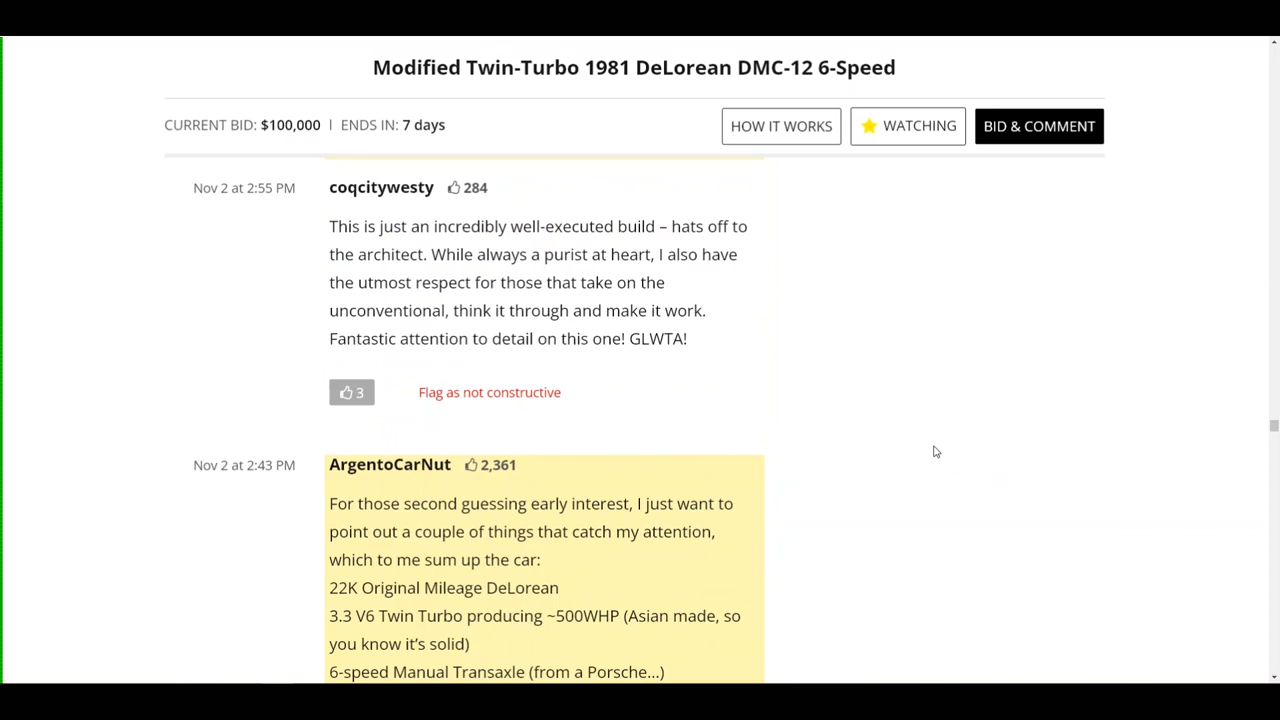 Modified Twin-Turbo 1981 DeLorean DMC-12 6-Speed
CURRENT BID: $100,000 | ENDS IN: 7 days
HOW IT WORKS
WATCHING
BID & COMMENT
Nov 2 at 2:55 PM
coqcitywesty 284
This is just an incredibly well-executed build – hats off to
the architect. While always a purist at heart, I also have
the utmost respect for those that take on the
unconventional, think it through and make it work.
Fantastic attention to detail on this one! GLWTA!
3
Flag as not constructive
Nov 2 at 2:43 PM
ArgentoCarNut 2,361
For those second guessing early interest, I just want to
point out a couple of things that catch my attention,
which to me sum up the car:
22K Original Mileage DeLorean
3.3 V6 Twin Turbo producing ~500WHP (Asian made, so
you know it's solid)
6-speed Manual Transaxle (from a Porsche...)